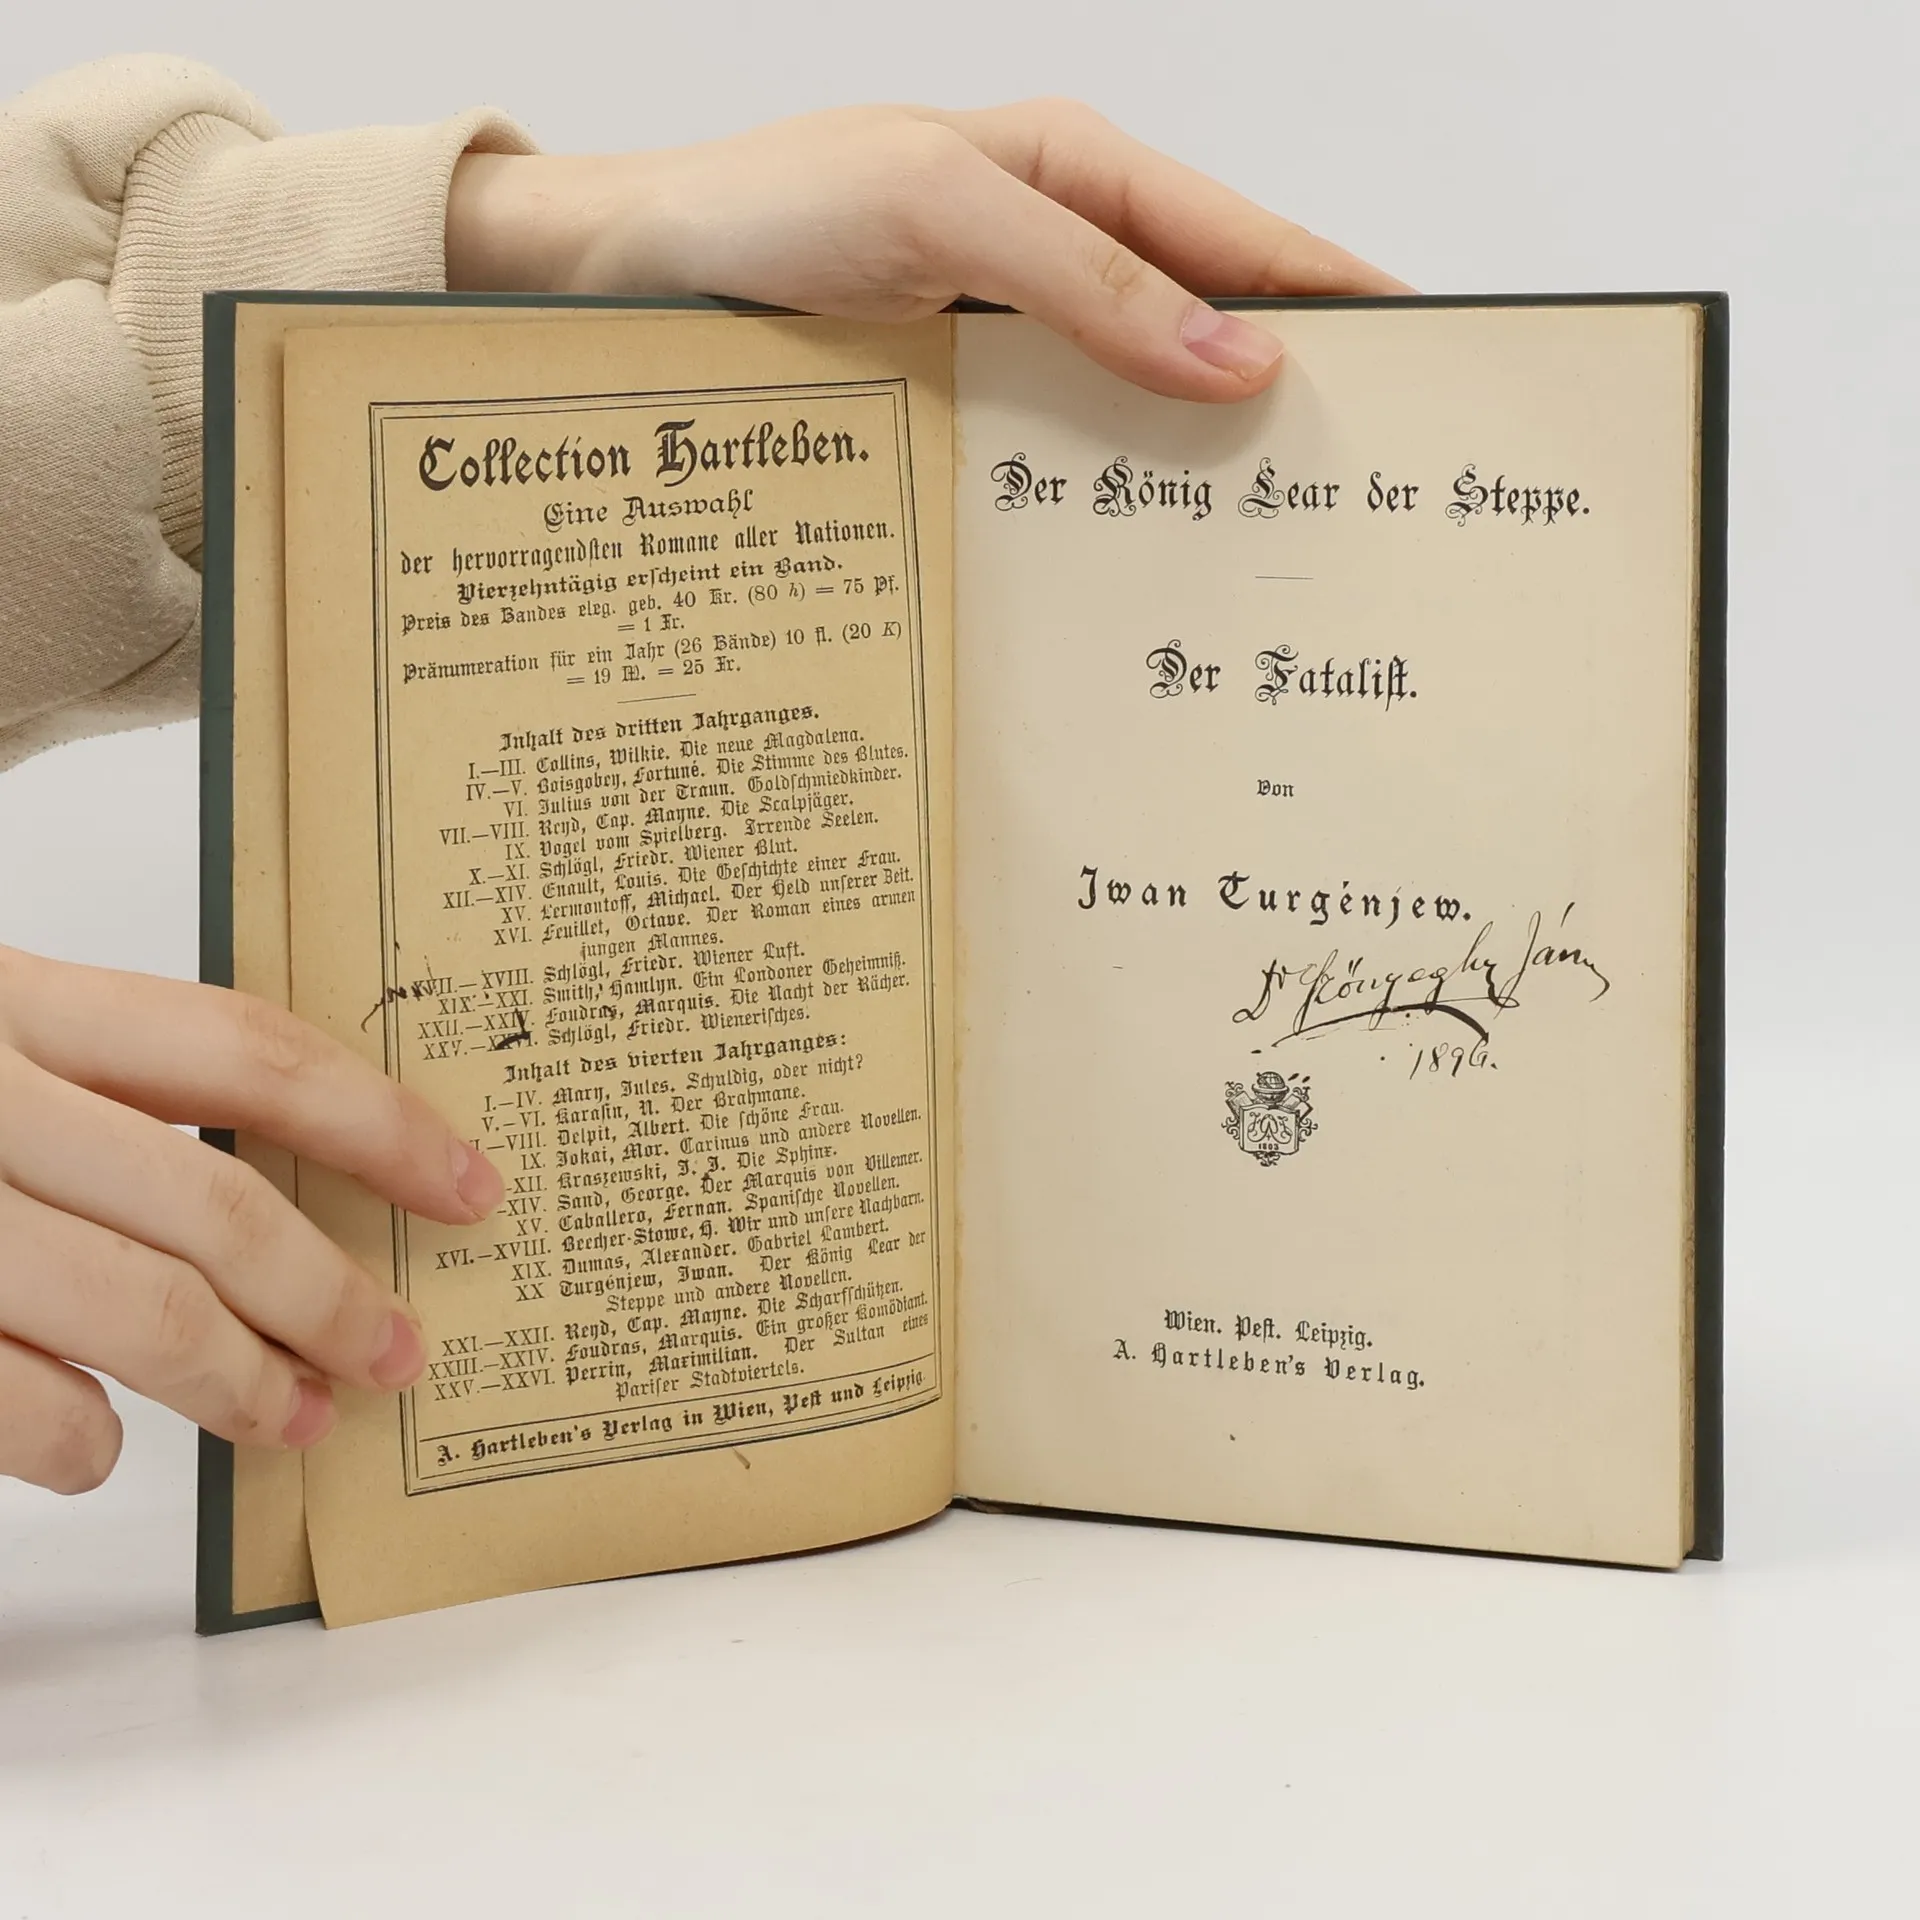 Collection Hartleben.
Eine Auswahl
der hervorragendsten Romane aller Nationen.
Vierzehntägig erscheint ein Band.
Preis des Bandes eleg. geb. 40 Kr. (80 h) = 75 Pf.
= 1 Fr.
Pränumeration für ein Jahr (26 Bände) 10 fl. (20 K)
= 19 M. = 25 Fr.
Inhalt des dritten Jahrganges.
I.—III. Collins, Wilkie. Die neue Magdalena.
IV.—V. Boisgobey, Fortuné. Die Stimme des Blutes.
VI. Julius von der Traun. Goldschmiedkinder.
VII.—VIII. Reyd, Cap. Mayne. Die Scalpjäger.
IX. Vogel vom Spielberg. Irrende Seelen.
X.—XI. Schlögl, Friedr. Wiener Blut.
XII.—XIV. Enault, Louis. Die Geschichte einer Frau.
XV. Lermontoff, Michael. Der Held unserer Zeit.
XVI. Feuillet, Octave. Der Roman eines armen
jungen Mannes.
XVII.—XVIII. Schlögl, Friedr. Wiener Luft.
XIX.—XXI. Smith, Hamlyn. Ein Londoner Geheimniß.
XXII.—XXIV. Foudras, Marquis. Die Nacht der Rächer.
XXV.—XXVI. Schlögl, Friedr. Wienerisches.
Inhalt des vierten Jahrganges:
I.—IV. Mary, Jules. Schuldig, oder nicht?
V.—VI. Karasin, N. Der Brahmane.
—VIII. Delpit, Albert. Die schöne Frau.
IX. Jokai, Mor. Carinus und andere Novellen.
—XII. Kraszewski, J. J. Die Sphinx.
—XIV. Sand, George. Der Marquis von Villemer.
XV. Caballero, Fernan. Spanische Novellen.
XVI.—XVIII. Beecher-Stowe, H. Wir und unsere Nachbarn.
XIX. Dumas, Alexander. Gabriel Lambert.
XX Turgénjew, Iwan. Der König Lear der
Steppe und andere Novellen.
XXI.—XXII. Reyd, Cap. Mayne. Die Scharfschützen.
XXIII.—XXIV. Foudras, Marquis. Ein großer Komödiant.
XXV.—XXVI. Perrin, Maximilian. Der Sultan eines
Pariser Stadtviertels.
A. Hartleben's Verlag in Wien, Pest und Leipzig.
Der König Lear der Steppe.
Der Fatalist.
Von
Iwan Turgénjew.
Dr Szönyeghy János
1896.
1803
Wien. Pest. Leipzig.
A. Hartleben's Verlag.